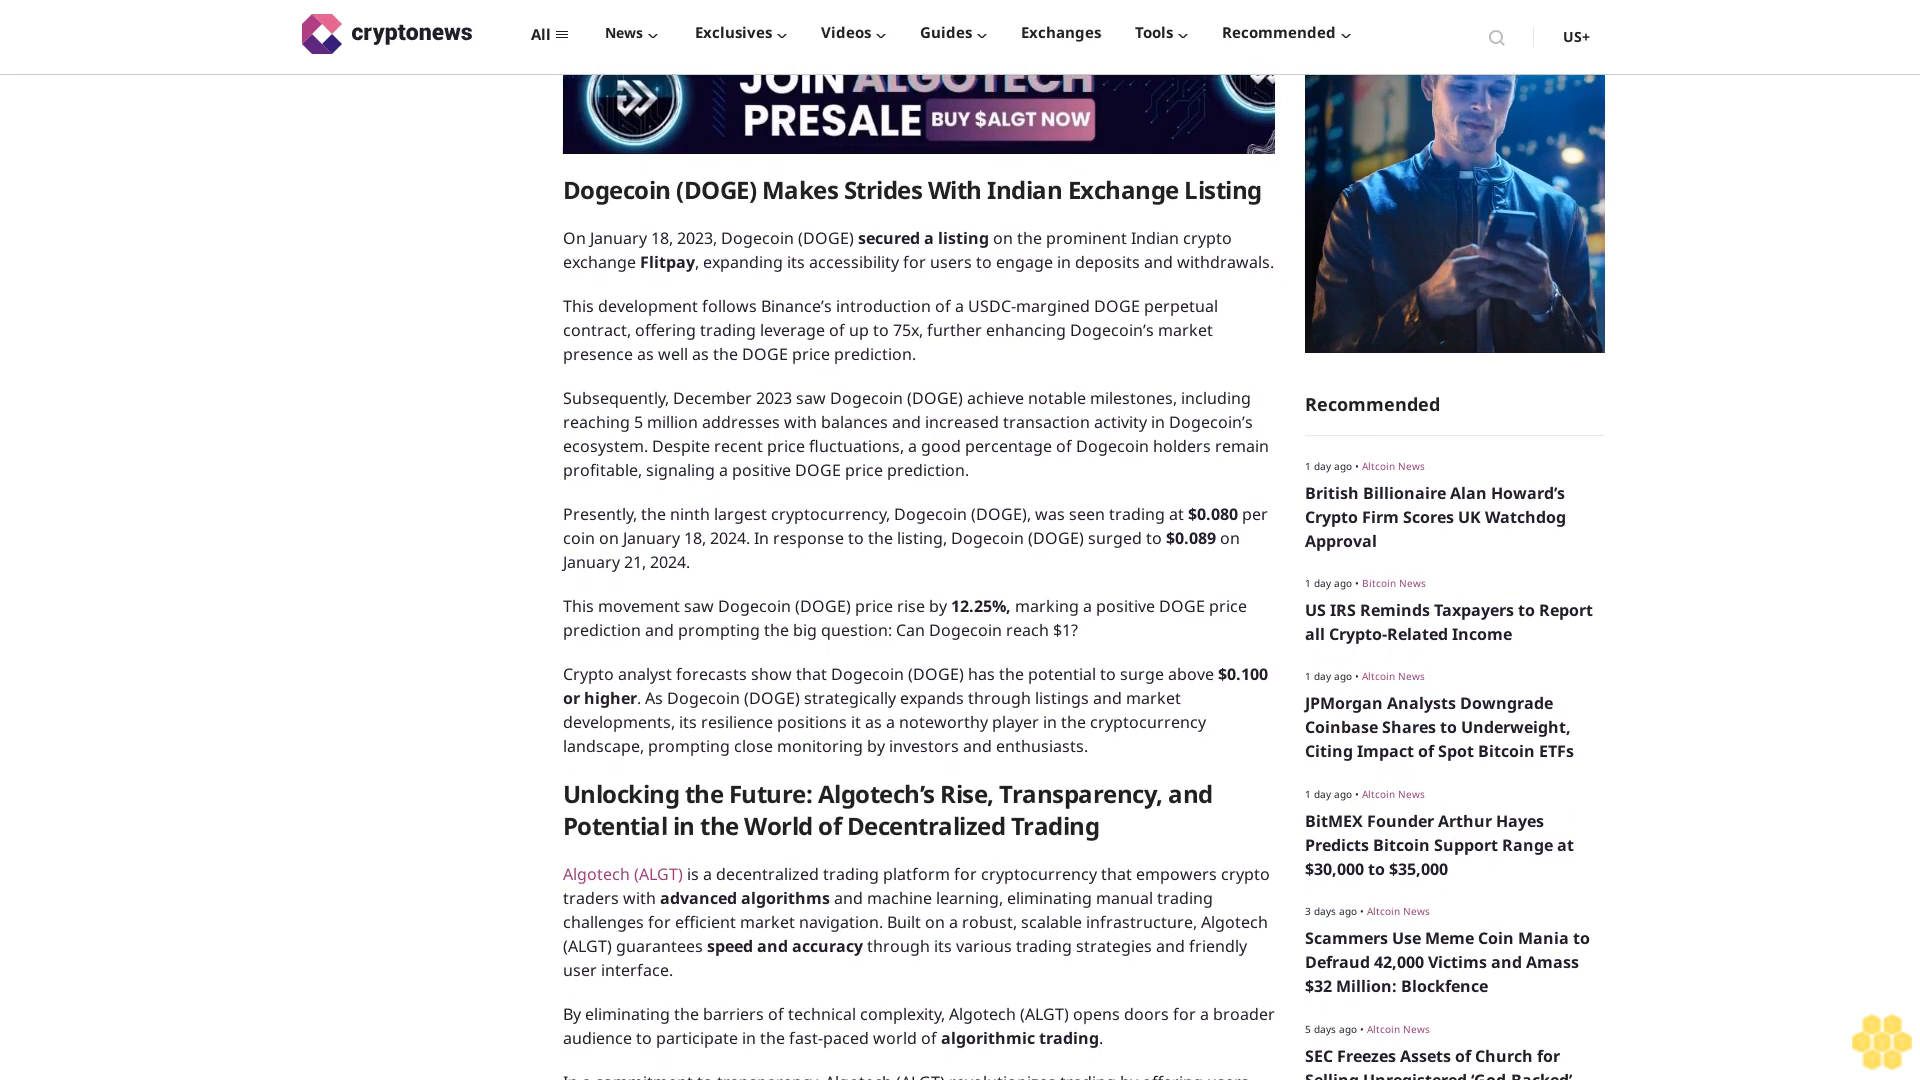 cryptonews
All
News
Exclusives
Videos
Guides
Exchanges
Tools
Recommended
US+
JOIN ALGOTECH
PRESALE BUY $ALGT NOW
Dogecoin (DOGE) Makes Strides With Indian Exchange Listing
On January 18, 2023, Dogecoin (DOGE) secured a listing on the prominent Indian crypto
exchange Flitpay, expanding its accessibility for users to engage in deposits and withdrawals.
This development follows Binance’s introduction of a USDC-margined DOGE perpetual
contract, offering trading leverage of up to 75x, further enhancing Dogecoin’s market
presence as well as the DOGE price prediction.
Subsequently, December 2023 saw Dogecoin (DOGE) achieve notable milestones, including
reaching 5 million addresses with balances and increased transaction activity in Dogecoin’s
ecosystem. Despite recent price fluctuations, a good percentage of Dogecoin holders remain
profitable, signaling a positive DOGE price prediction.
Presently, the ninth largest cryptocurrency, Dogecoin (DOGE), was seen trading at $0.080 per
coin on January 18, 2024. In response to the listing, Dogecoin (DOGE) surged to $0.089 on
January 21, 2024.
This movement saw Dogecoin (DOGE) price rise by 12.25%, marking a positive DOGE price
prediction and prompting the big question: Can Dogecoin reach $1?
Crypto analyst forecasts show that Dogecoin (DOGE) has the potential to surge above $0.100
or higher. As Dogecoin (DOGE) strategically expands through listings and market
developments, its resilience positions it as a noteworthy player in the cryptocurrency
landscape, prompting close monitoring by investors and enthusiasts.
Unlocking the Future: Algotech’s Rise, Transparency, and
Potential in the World of Decentralized Trading
Algotech (ALGT) is a decentralized trading platform for cryptocurrency that empowers crypto
traders with advanced algorithms and machine learning, eliminating manual trading
challenges for efficient market navigation. Built on a robust, scalable infrastructure, Algotech
(ALGT) guarantees speed and accuracy through its various trading strategies and friendly
user interface.
By eliminating the barriers of technical complexity, Algotech (ALGT) opens doors for a broader
audience to participate in the fast-paced world of algorithmic trading.
In a commitment to transparency, Algotech (ALGT) revolutionizes trading by offering users
Recommended
1 day ago • Altcoin News
British Billionaire Alan Howard’s
Crypto Firm Scores UK Watchdog
Approval
1 day ago • Bitcoin News
US IRS Reminds Taxpayers to Report
all Crypto-Related Income
1 day ago • Altcoin News
JPMorgan Analysts Downgrade
Coinbase Shares to Underweight,
Citing Impact of Spot Bitcoin ETFs
1 day ago • Altcoin News
BitMEX Founder Arthur Hayes
Predicts Bitcoin Support Range at
$30,000 to $35,000
3 days ago • Altcoin News
Scammers Use Meme Coin Mania to
Defraud 42,000 Victims and Amass
$32 Million: Blockfence
5 days ago • Altcoin News
SEC Freezes Assets of Church for
Selling Unregistered ‘God-Backed’